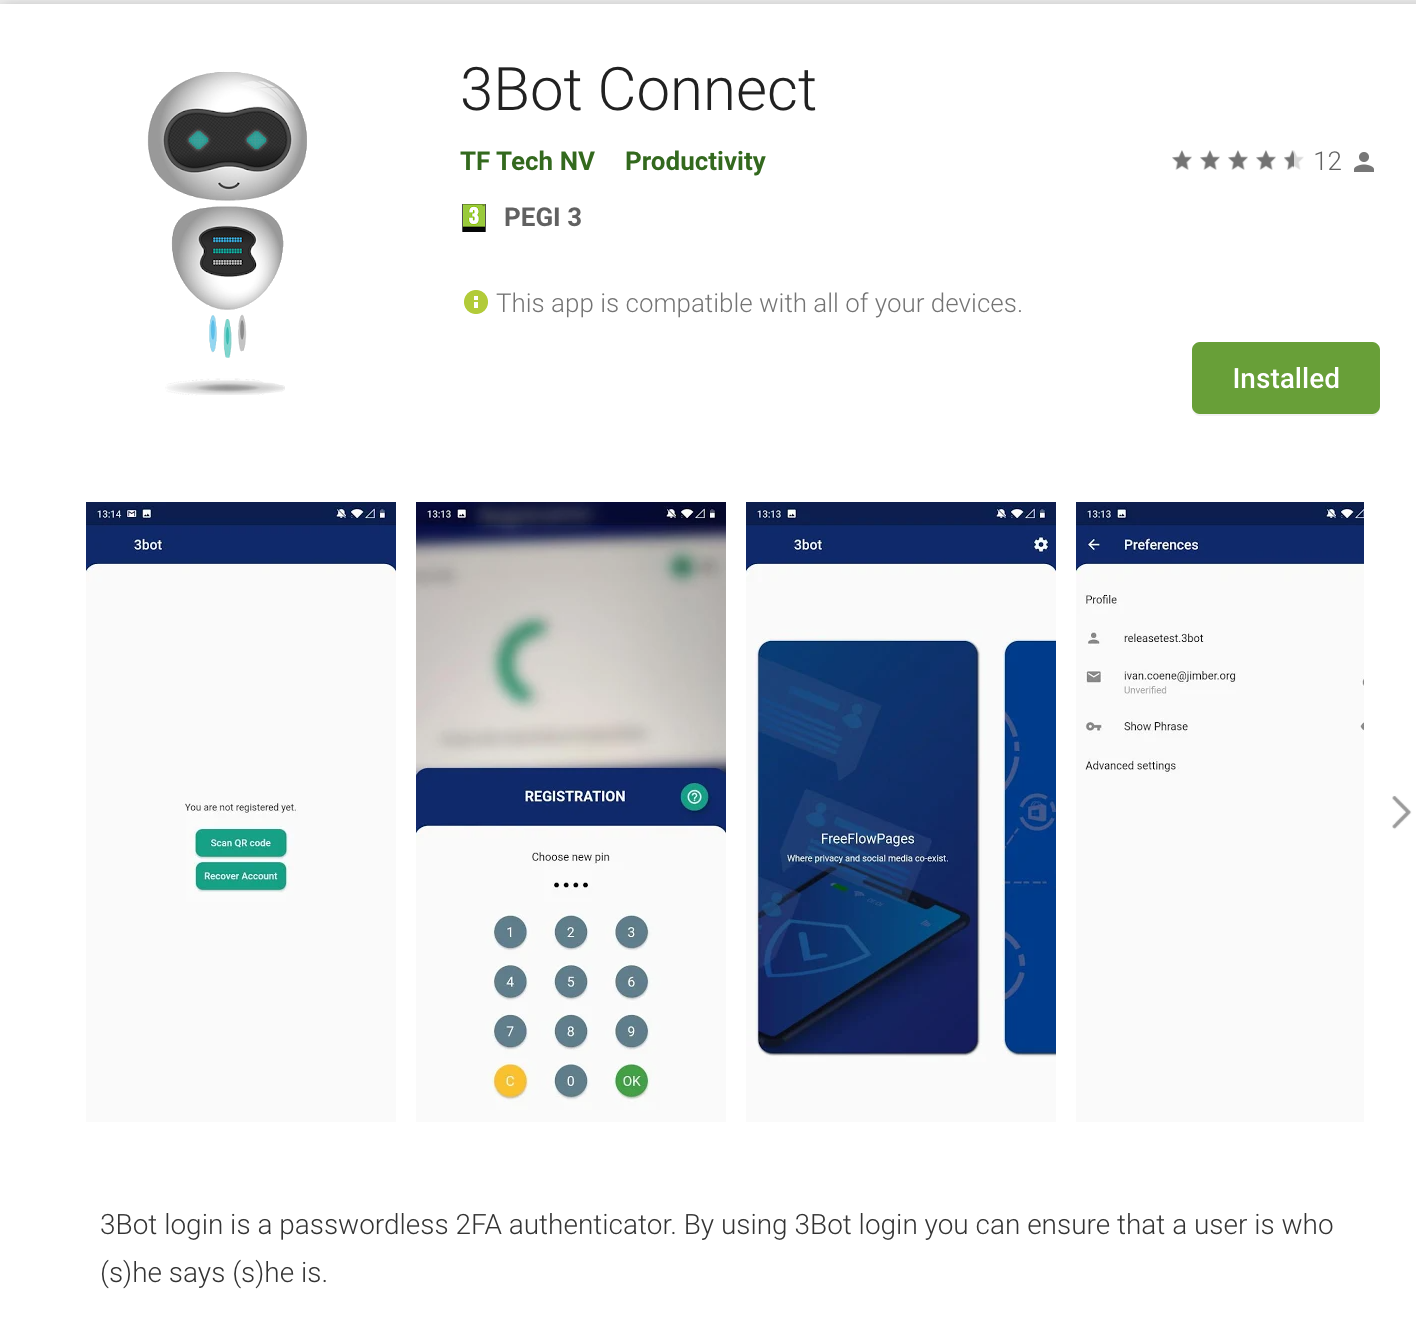 3Bot Connect
TF Tech NV Productivity
12
3 PEGI 3
This app is compatible with all of your devices.
Installed
13:14
3bot
You are not registered yet.
Scan QR code
Recover Account
13:13
REGISTRATION
Choose new pin
1 2 3
4 5 6
7 8 9
C 0 OK
13:13
3bot
FreeFlowPages
Where privacy and social media co-exist.
13:13
Preferences
Profile
releasetest.3bot
ivan.coene@jimber.org
Unverified
Show Phrase
Advanced settings
3Bot login is a passwordless 2FA authenticator. By using 3Bot login you can ensure that a user is who
(s)he says (s)he is.